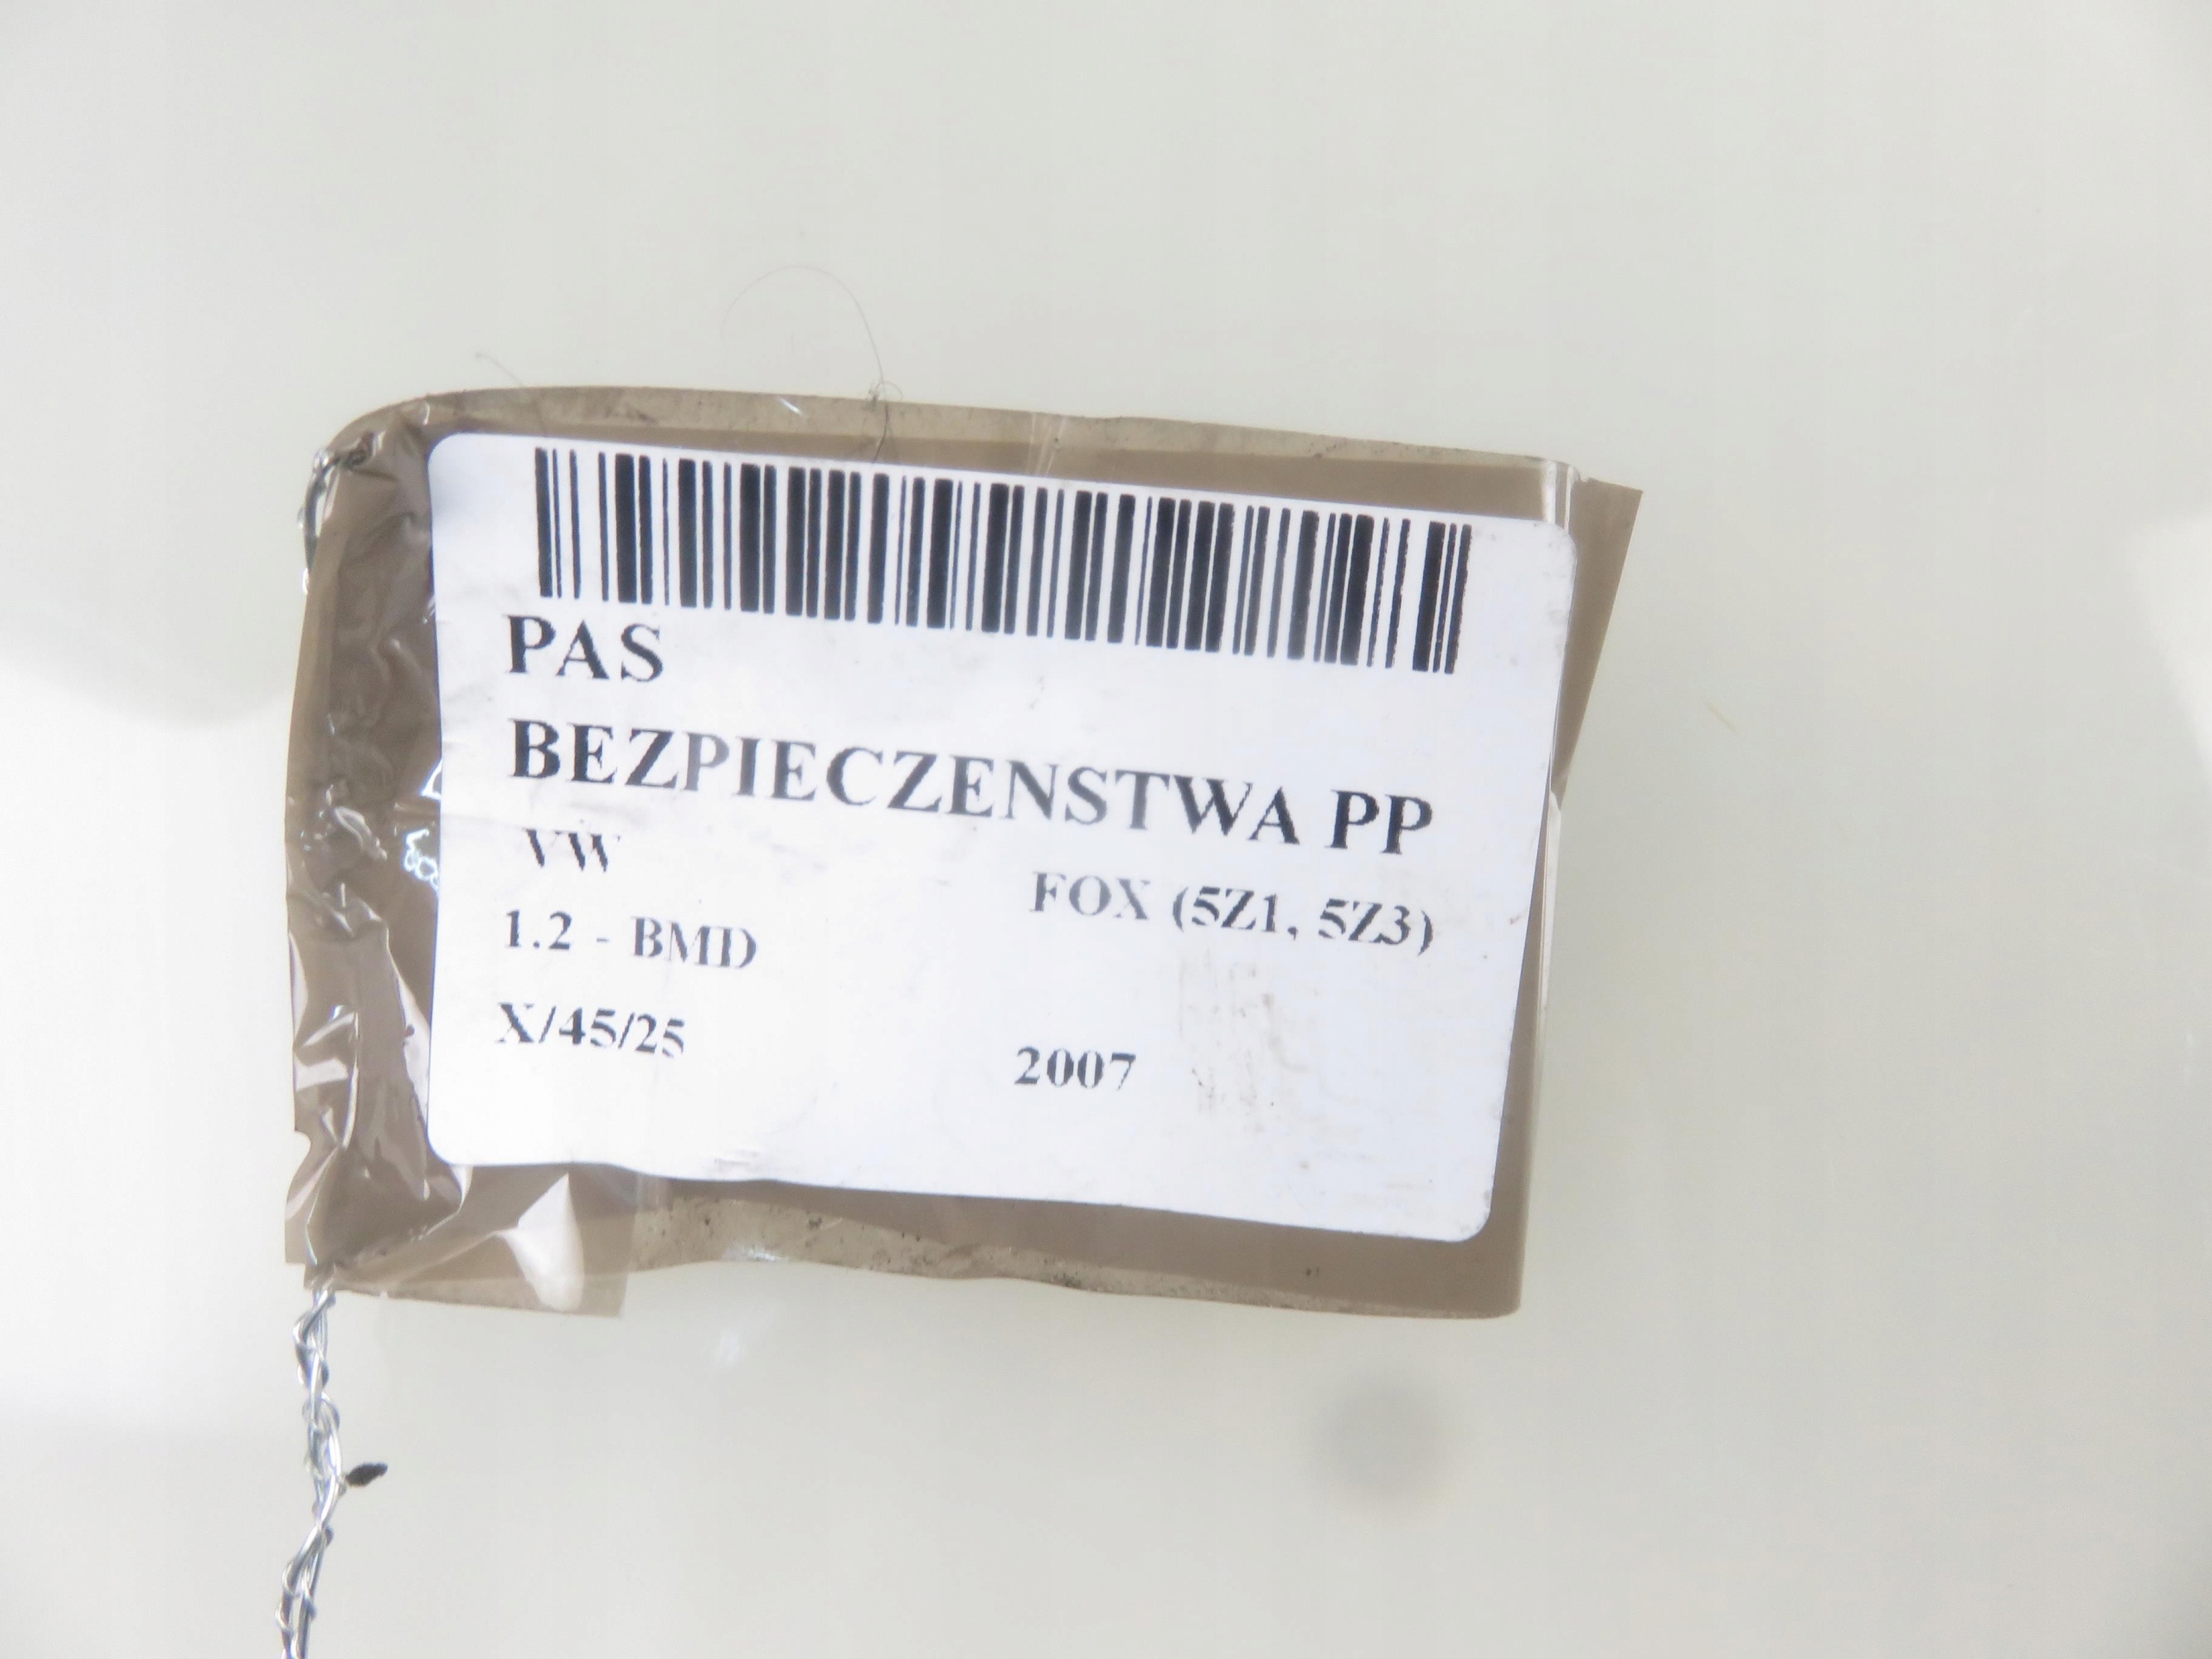 PAS
BEZPIECZENSTWA PP
VW FOX (5Z1, 5Z3)
1.2 - BMD
X/45/25 2007